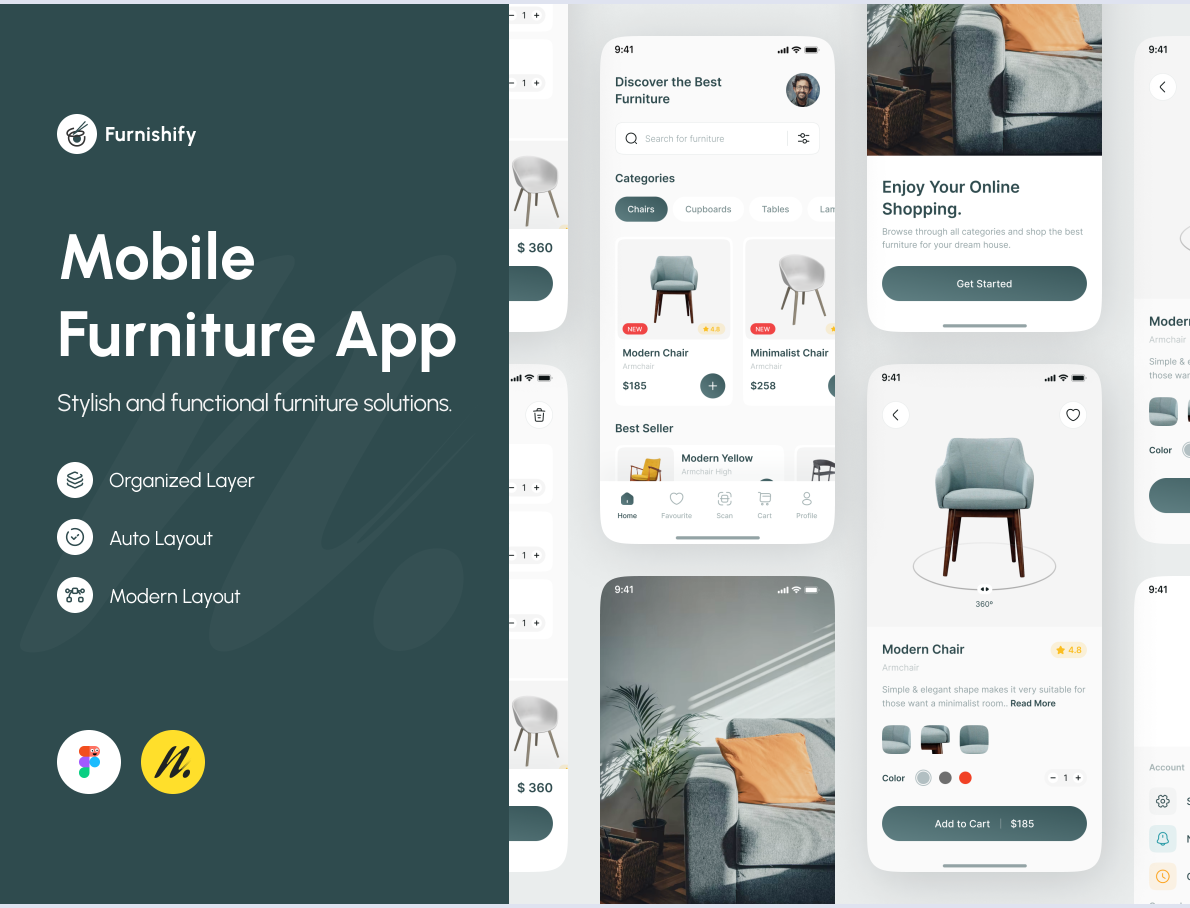 Furnishify
Mobile
Furniture App
Stylish and functional furniture solutions.
Organized Layer
Auto Layout
Modern Layout
1 +
1 +
$ 360
1 +
1 +
1 +
$ 360
9:41
Discover the Best
Furniture
Search for furniture
Categories
Chairs
Cupboards
Tables
Lam
NEW
4.8
NEW
Modern Chair
Armchair
$185
+
Minimalist Chair
Armchair
$258
Best Seller
Modern Yellow
Armchair High
Home
Favourite
Scan
Cart
Profile
9:41
Enjoy Your Online
Shopping.
Browse through all categories and shop the best
furniture for your dream house.
Get Started
9:41
360º
Modern Chair
4.8
Armchair
Simple & elegant shape makes it very suitable for
those want a minimalist room.. Read More
Color
− 1 +
Add to Cart | $185
9:41
Modern
Armchair
Simple & e
those war
Color
9:41
Account